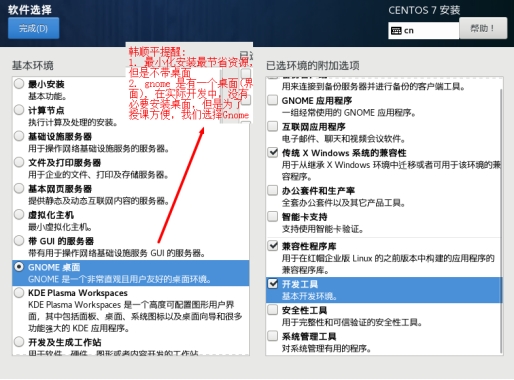 软件选择
CENTOS 7 安装
完成(D)
cn
帮助！
韩顺平提醒:
1. 最小化安装最节省资源,
但是不带桌面
2. gnome 是有一个桌面(界
面), 在实际开发中, 没有
必要安装桌面, 但是为了
授课方便, 我们选择Gnome
基本环境
最小安装
基本功能。
计算节点
执行计算及处理的安装。
基础设施服务器
用于操作网络基础设施服务的服务器。
文件及打印服务器
用于企业的文件、打印及存储服务器。
基本网页服务器
提供静态及动态互联网内容的服务器。
虚拟化主机
最小虚拟化主机。
带 GUI 的服务器
带有用于操作网络基础设施服务 GUI 的服务器。
GNOME 桌面
GNOME 是一个非常直观且用户友好的桌面环境。
KDE Plasma Workspaces
KDE Plasma Workspaces 是一个高度可配置图形用户界
面，其中包括面板、桌面、系统图标以及桌面向导和很多
功能强大的 KDE 应用程序。
开发及生成工作站
用于软件、硬件、图形或者内容开发的工作站
已选环境的附加选项
用来连接到备份服务器并进行备份的客户端工具。
GNOME 应用程序
一组经常使用的 GNOME 应用程序。
互联网应用程序
电子邮件、聊天和视频会议软件。
传统 X Windows 系统的兼容性
用于从继承 X Windows 环境中迁移或者可用于该环境的兼
容程序。
办公套件和生产率
全套办公套件以及其它产品工具。
智能卡支持
支持使用智能卡验证。
兼容性程序库
用于在红帽企业版 Linux 的之前版本中构建的应用程序的
兼容程序库。
开发工具
基本开发环境。
安全性工具
用于完整性和可信验证的安全性工具。
系统管理工具
对系统管理有用的程序。